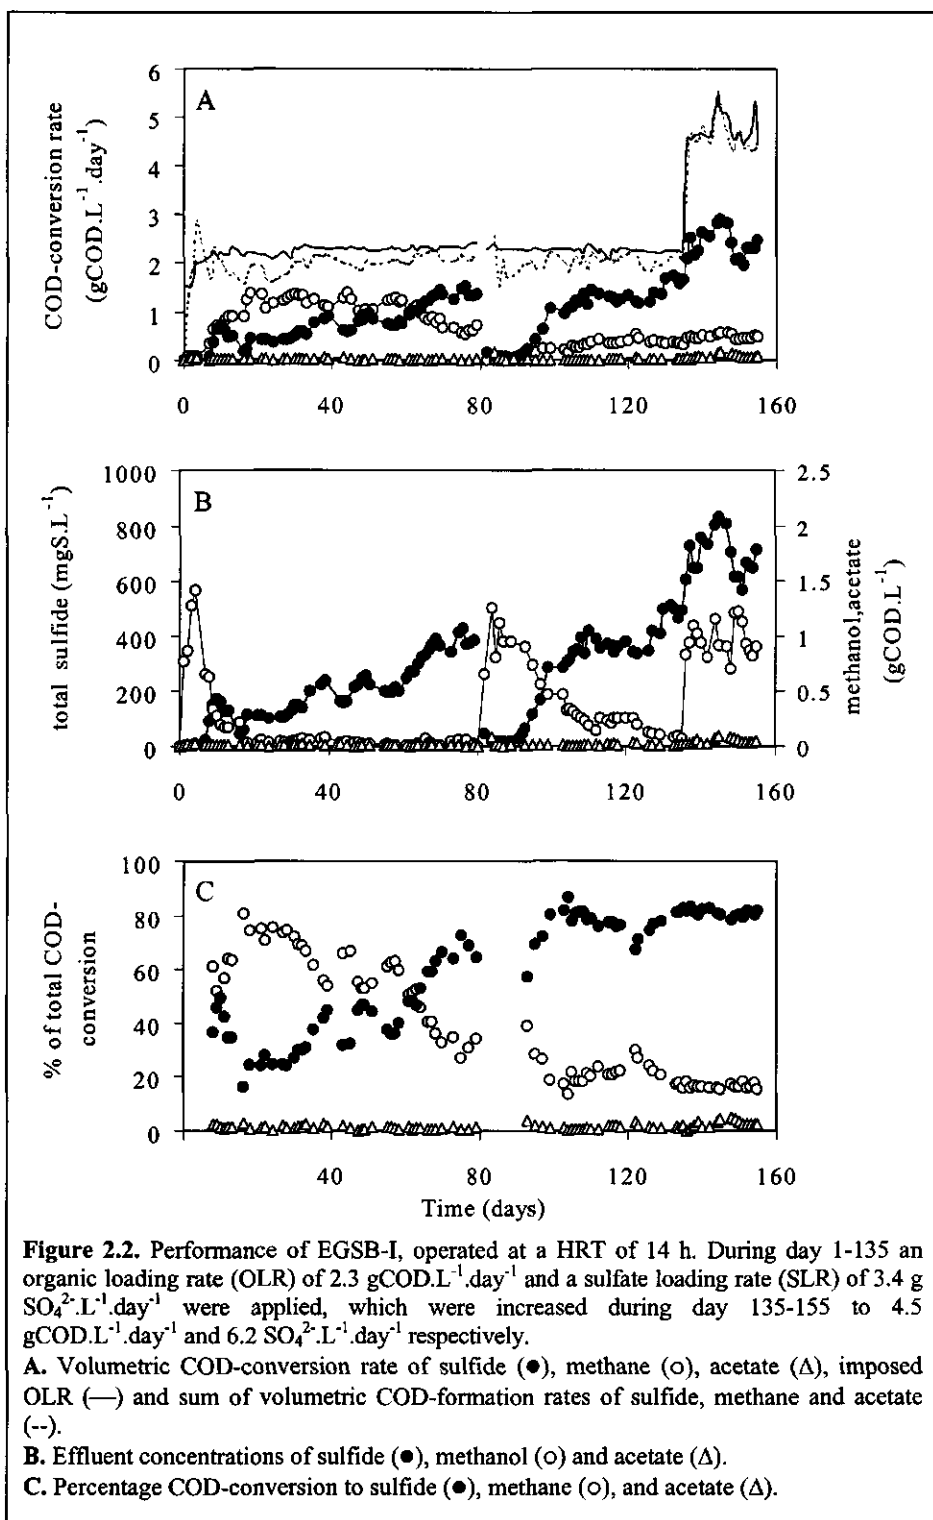 A
COD-conversion rate
(gCOD.L⁻¹.day⁻¹)
6
5
4
3
2
1
0
0 40 80 120 160
B
total sulfide (mgS.L⁻¹)
1000
800
600
400
200
0
2.5
2
1.5
1
0.5
0
methanol,acetate
(gCOD.L⁻¹)
0 40 80 120 160
C
% of total COD-
conversion
100
80
60
40
20
0
0 40 80 120 160
Time (days)
Figure 2.2. Performance of EGSB-I, operated at a HRT of 14 h. During day 1-135 an
organic loading rate (OLR) of 2.3 gCOD.L⁻¹.day⁻¹ and a sulfate loading rate (SLR) of 3.4 g
SO₄²⁻.L⁻¹.day⁻¹ were applied, which were increased during day 135-155 to 4.5
gCOD.L⁻¹.day⁻¹ and 6.2 SO₄²⁻.L⁻¹.day⁻¹ respectively.
A. Volumetric COD-conversion rate of sulfide (●), methane (○), acetate (Δ), imposed
OLR (—) and sum of volumetric COD-formation rates of sulfide, methane and acetate
(--).
B. Effluent concentrations of sulfide (●), methanol (○) and acetate (Δ).
C. Percentage COD-conversion to sulfide (●), methane (○), and acetate (Δ).